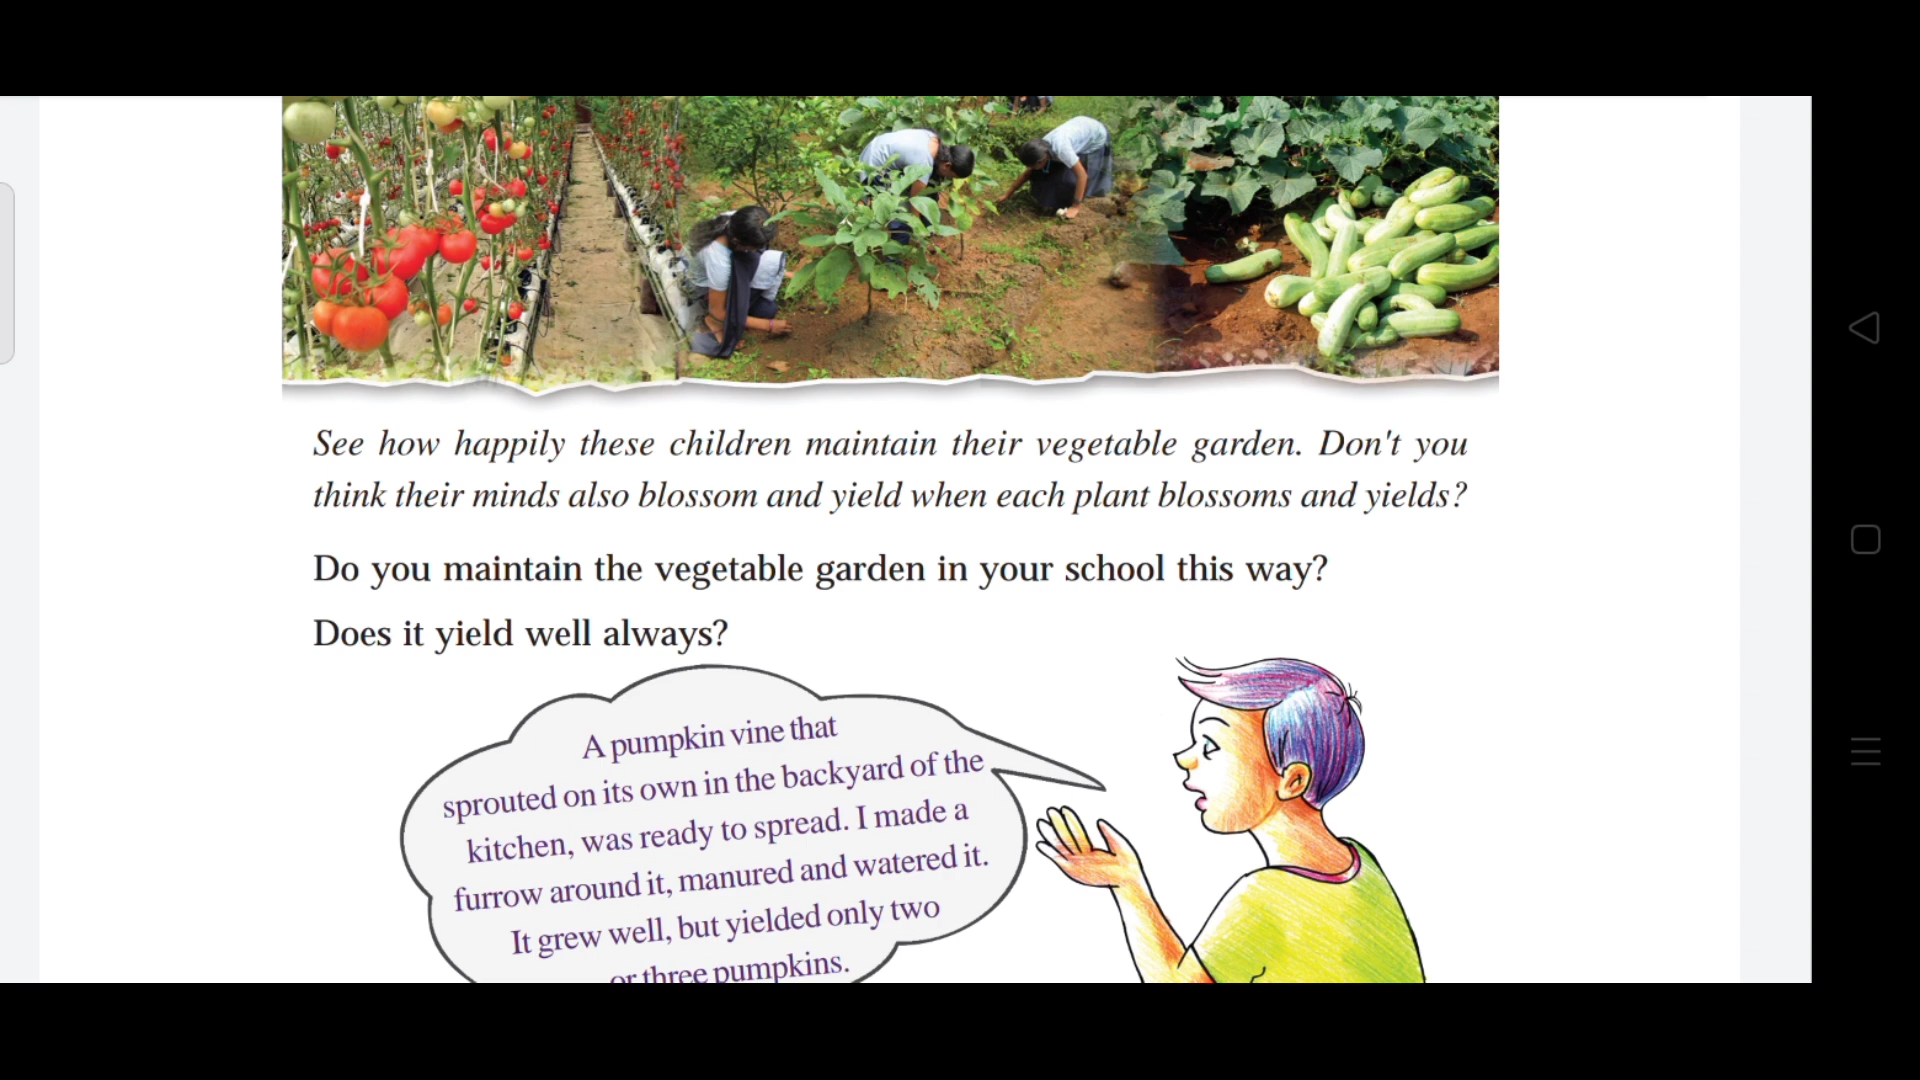 See how happily these children maintain their vegetable garden. Don't you
think their minds also blossom and yield when each plant blossoms and yields?
Do you maintain the vegetable garden in your school this way?
Does it yield well always?
A pumpkin vine that
sprouted on its own in the backyard of the
kitchen, was ready to spread. I made a
furrow around it, manured and watered it.
It grew well, but yielded only two
or three pumpkins.